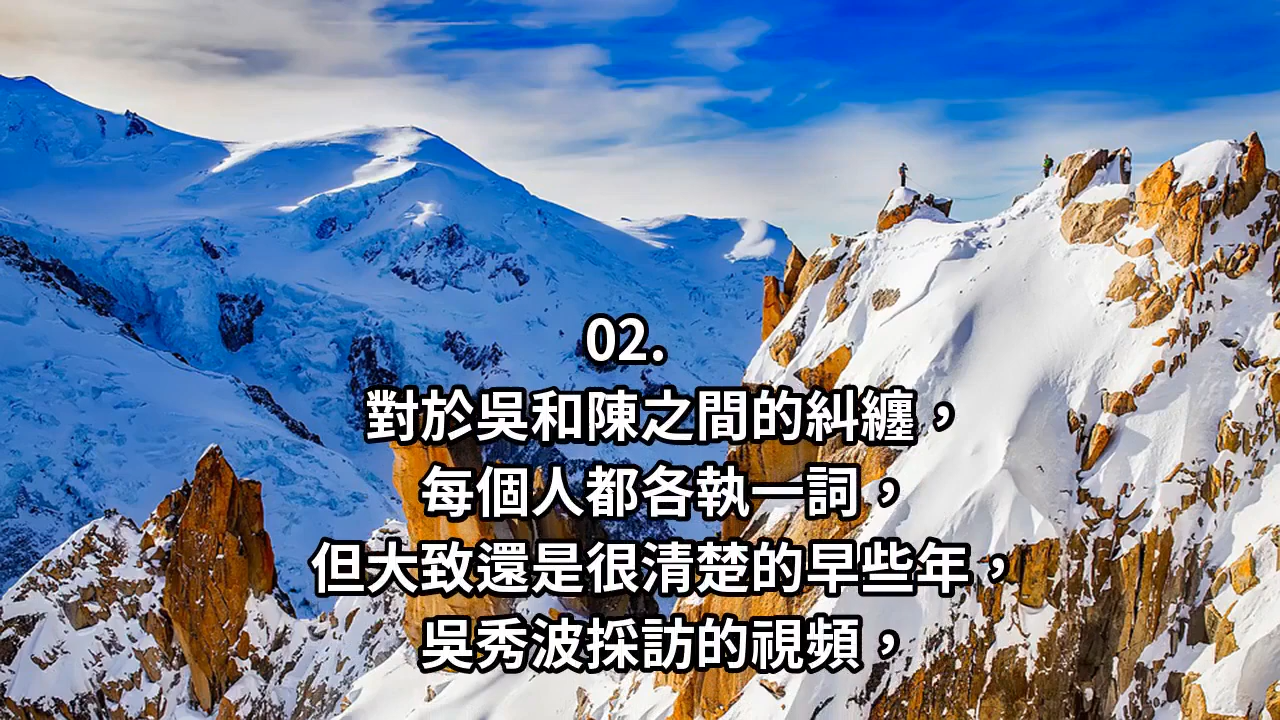 02.
對於吳和陳之間的糾纏，
每個人都各執一詞，
但大致還是很清楚的早些年，
吳秀波採訪的視頻，